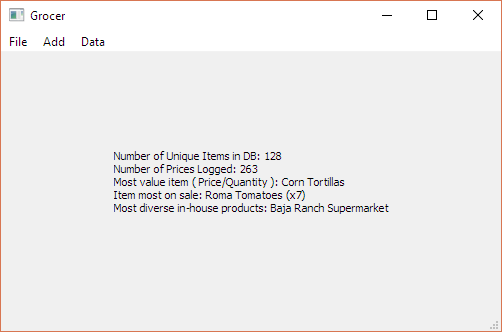 Grocer
File Add Data
Number of Unique Items in DB: 128
Number of Prices Logged: 263
Most value item ( Price/Quantity ): Corn Tortillas
Item most on sale: Roma Tomatoes (x7)
Most diverse in-house products: Baja Ranch Supermarket